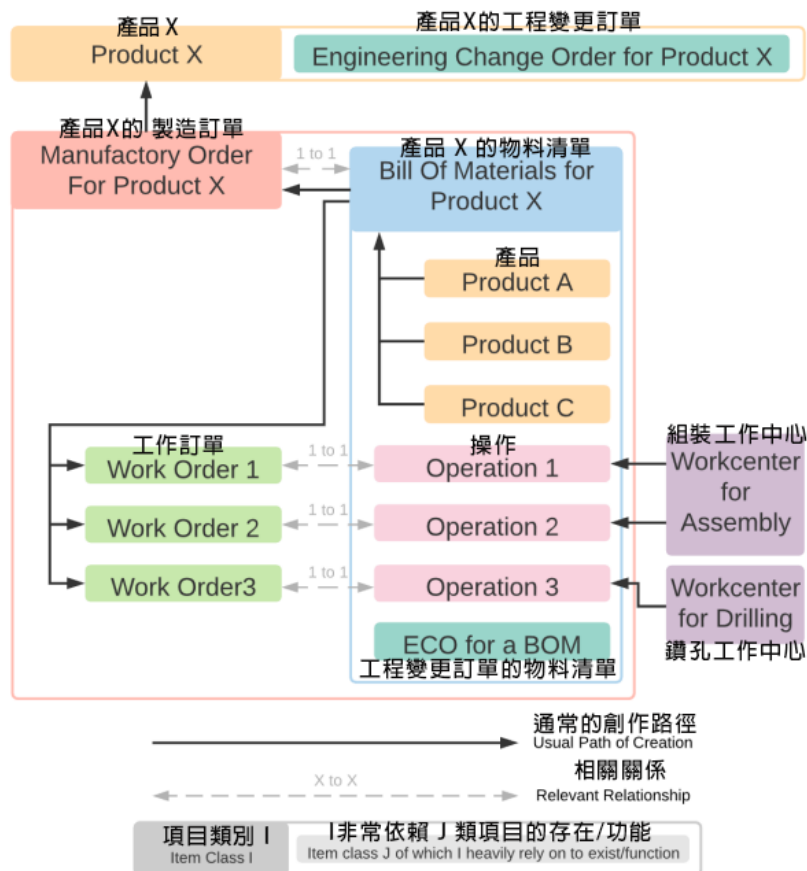 產品 X
Product X
產品X的工程變更訂單
Engineering Change Order for Product X
產品X的 製造訂單
Manufactory Order
For Product X
1 to 1
產品 X 的物料清單
Bill Of Materials for
Product X
產品
Product A
Product B
Product C
工作訂單
Work Order 1
1 to 1
操作
Operation 1
組裝工作中心
Workcenter
for
Assembly
Work Order 2
1 to 1
Operation 2
Work Order3
1 to 1
Operation 3
Workcenter
for Drilling
鑽孔工作中心
ECO for a BOM
工程變更訂單的物料清單
通常的創作路徑
Usual Path of Creation
X to X
相關關係
Relevant Relationship
項目類別 I
Item Class I
I非常依賴 J 類項目的存在/功能
Item class J of which I heavily rely on to exist/function